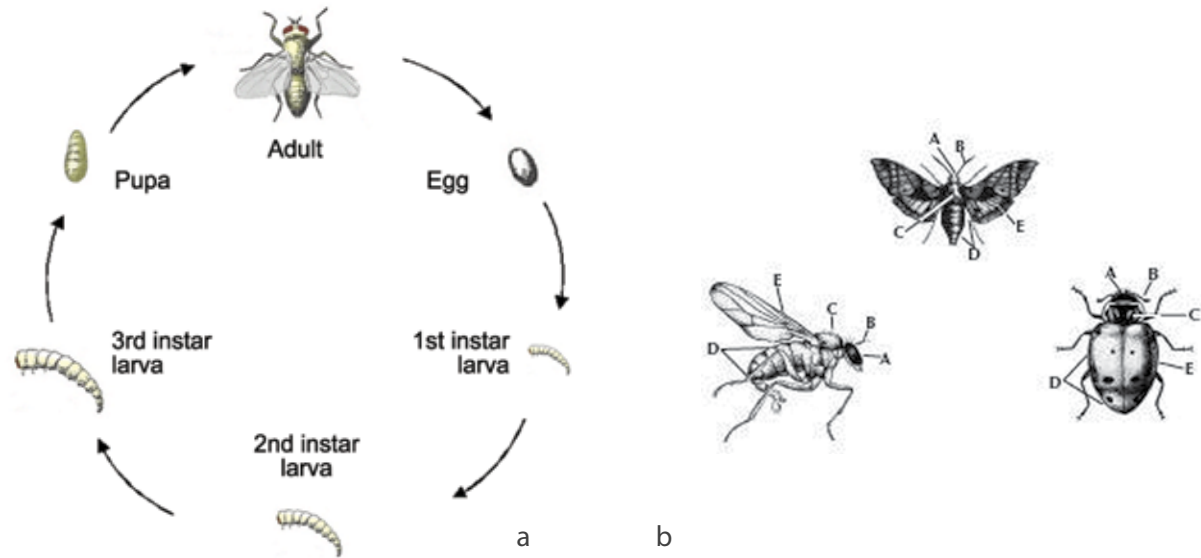 Adult
Egg
1st instar
larva
2nd instar
larva
3rd instar
larva
Pupa
a
b
A
B
C
D
E
E
C
B
A
D
A
B
C
E
D